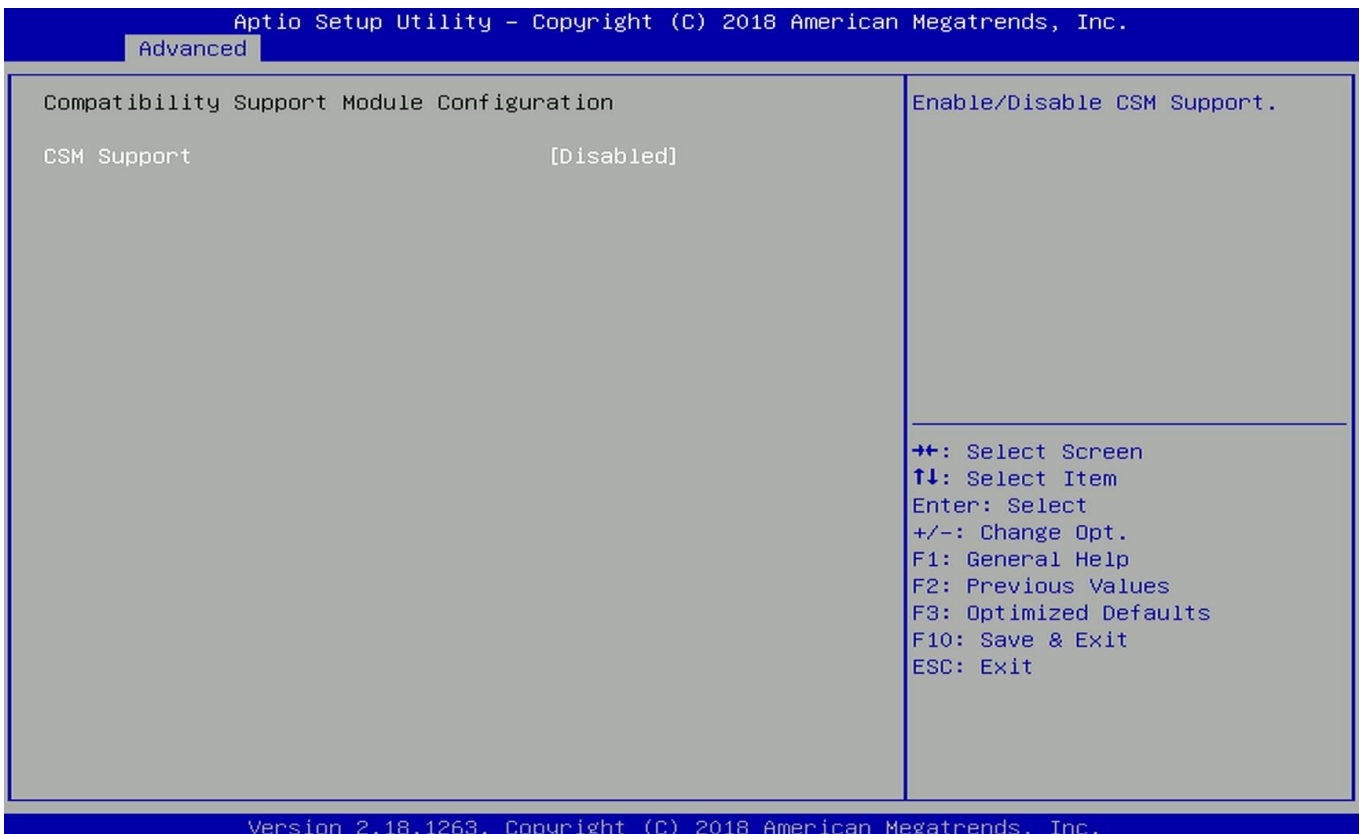 Aptio Setup Utility – Copyright (C) 2018 American Megatrends, Inc.
Advanced
Compatibility Support Module Configuration
CSM Support [Disabled]
Enable/Disable CSM Support.
→←: Select Screen
↑↓: Select Item
Enter: Select
+/-: Change Opt.
F1: General Help
F2: Previous Values
F3: Optimized Defaults
F10: Save & Exit
ESC: Exit
Version 2.18.1263. Copyright (C) 2018 American Megatrends, Inc.